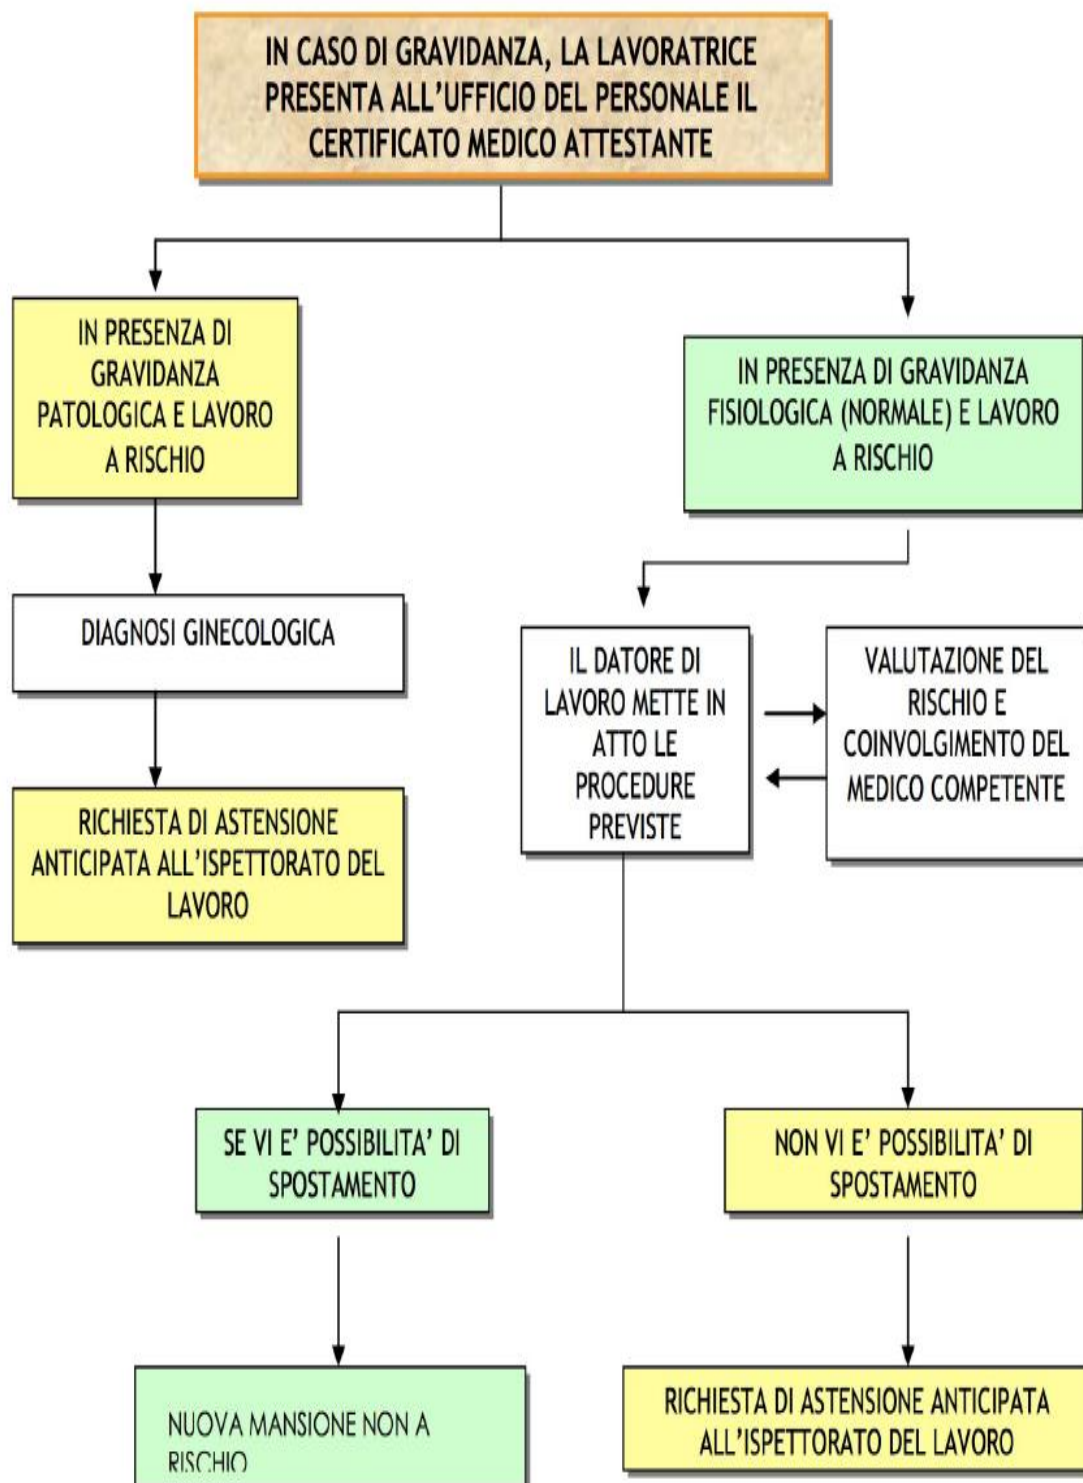 IN CASO DI GRAVIDANZA, LA LAVORATRICE
PRESENTA ALL'UFFICIO DEL PERSONALE IL
CERTIFICATO MEDICO ATTESTANTE
IN PRESENZA DI
GRAVIDANZA
PATOLOGICA E LAVORO
A RISCHIO
IN PRESENZA DI GRAVIDANZA
FISIOLOGICA (NORMALE) E LAVORO
A RISCHIO
DIAGNOSI GINECOLOGICA
IL DATORE DI
LAVORO METTE IN
ATTO LE
PROCEDURE
PREVISTE
VALUTAZIONE DEL
RISCHIO E
COINVOLGIMENTO DEL
MEDICO COMPETENTE
RICHIESTA DI ASTENSIONE
ANTICIPATA ALL'ISPETTORATO DEL
LAVORO
SE VI E' POSSIBILITA' DI
SPOSTAMENTO
NON VI E' POSSIBILITA' DI
SPOSTAMENTO
NUOVA MANSIONE NON A
RISCHIO
RICHIESTA DI ASTENSIONE ANTICIPATA
ALL'ISPETTORATO DEL LAVORO